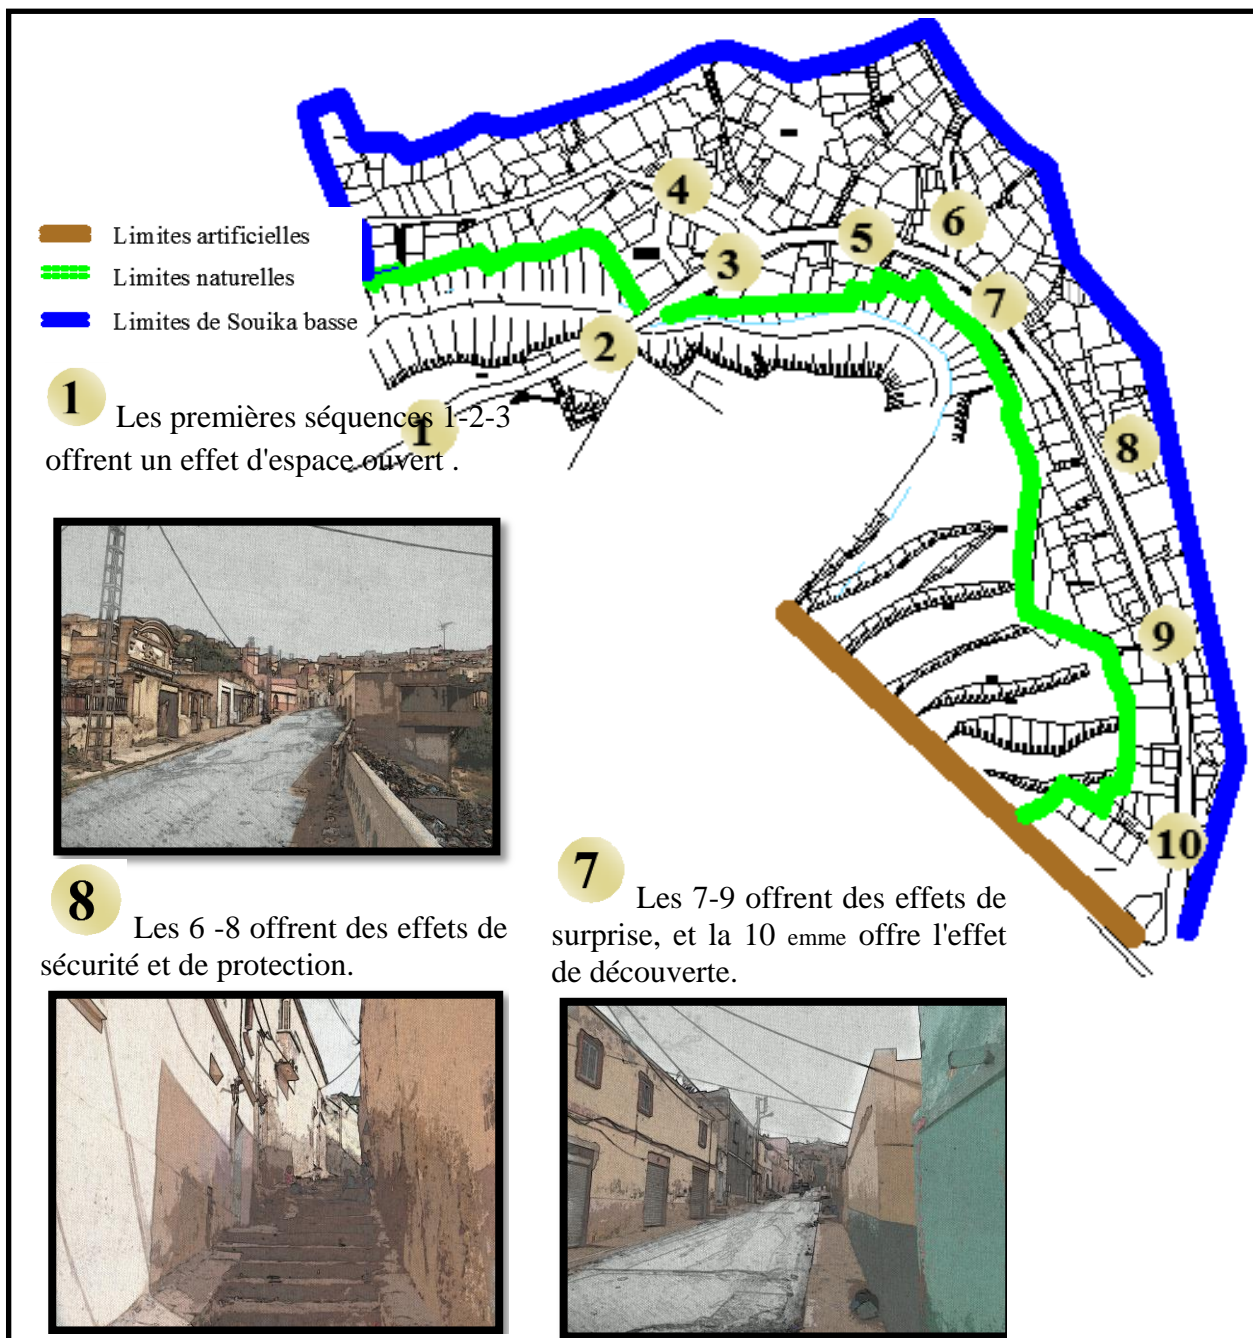 4
6
5
3
7
2
8
1
9
10
Limites artificielles
Limites naturelles
Limites de Souika basse
1 Les premières séquences 1-2-3
offrent un effet d'espace ouvert .
8 Les 6 -8 offrent des effets de
sécurité et de protection.
7 Les 7-9 offrent des effets de
surprise, et la 10 emme offre l'effet
de découverte.